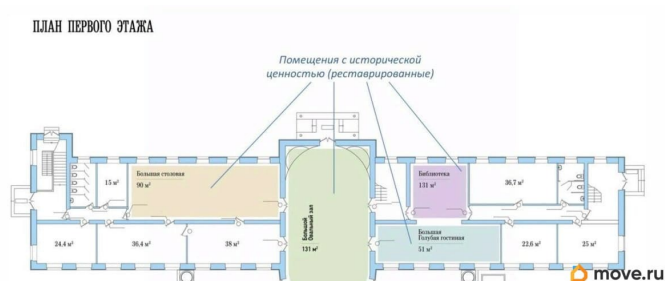 ПЛАН ПЕРВОГО ЭТАЖА
Помещения с исторической
ценностью (реставрированные)
15 м²
Большая столовая
90 м²
Большой
Овальный зал
131 м²
Библиотека
131 м²
36,7 м²
24,4 м²
36,4 м²
38 м²
Большая
Голубая гостиная
51 м²
22,6 м²
25 м²
move.ru